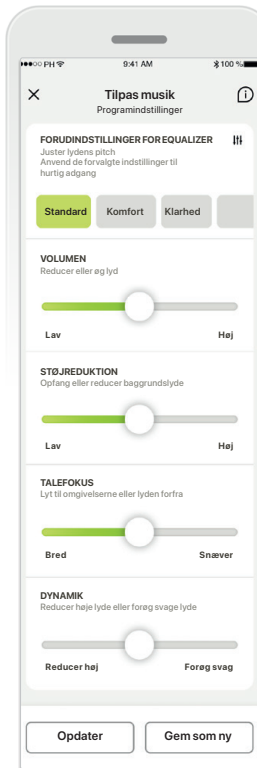 PH 9:41 AM 100 %
Tilpas musik
Programindstillinger
FORUDINDSTILLINGER FOR EQUALIZER
Juster lydens pitch
Anvend de forvalgte indstillinger til
hurtig adgang
Standard Komfort Klarhed
VOLUMEN
Reducer eller øg lyd
Lav Høj
STØJREDUKTION
Opfang eller reducer baggrundslyde
Lav Høj
TALEFOKUS
Lyt til omgivelserne eller lyden forfra
Bred Snæver
DYNAMIK
Reducer høje lyde eller forøg svage lyde
Reducer høj Forøg svag
Opdater Gem som ny